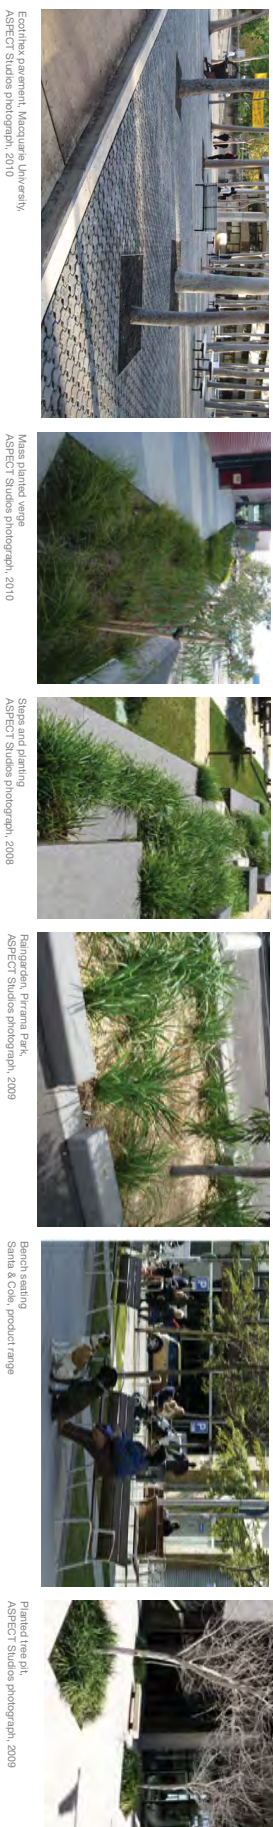 Ecotrihex pavement, Macquarie University,
ASPECT Studios photograph, 2010
Mass planted verge
ASPECT Studios photograph, 2010
Steps and planting
ASPECT Studios photograph, 2008
Raingarden, Pirrama Park,
ASPECT Studios photograph, 2009
Bench seating
Santa & Cole, product range
Planted tree pit,
ASPECT Studios photograph, 2009